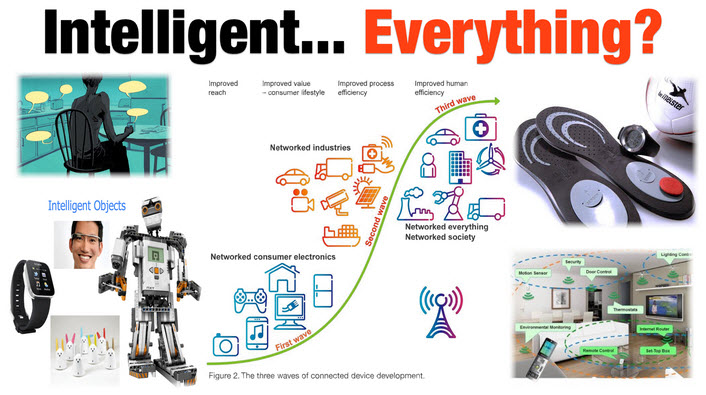 Intelligent... Everything?
Improved reach
Improved value – consumer lifestyle
Improved process efficiency
Improved human efficiency
Third wave
Networked industries
Second wave
Networked everything
Networked society
Intelligent Objects
Networked consumer electronics
First wave
Figure 2. The three waves of connected device development.
Lighting
Security
Motion Sensor
Door Control
Thermostats
Environmental Monitoring
Internet Router
Remote Control
Set-Top Box